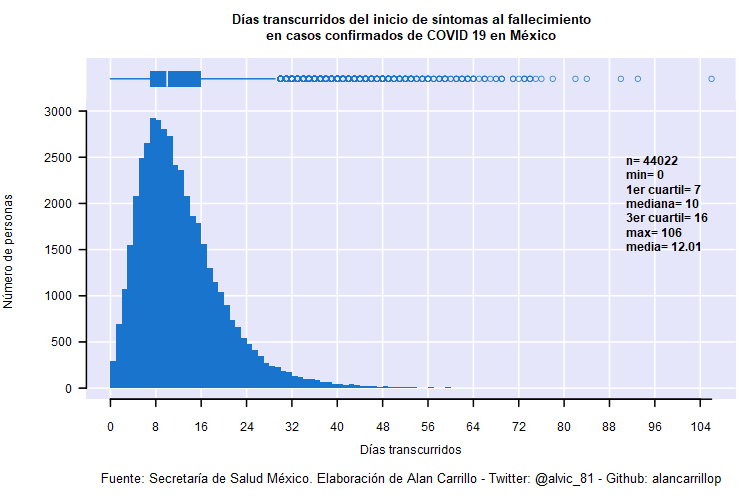 Días transcurridos del inicio de síntomas al fallecimiento
en casos confirmados de COVID 19 en México
3000
2500
2000
1500
1000
500
0
Número de personas
n= 44022
min= 0
1er cuartil= 7
mediana= 10
3er cuartil= 16
max= 106
media= 12.01
0 8 16 24 32 40 48 56 64 72 80 88 96 104
Días transcurridos
Fuente: Secretaría de Salud México. Elaboración de Alan Carrillo - Twitter: @alvic_81 - Github: alancarrillop